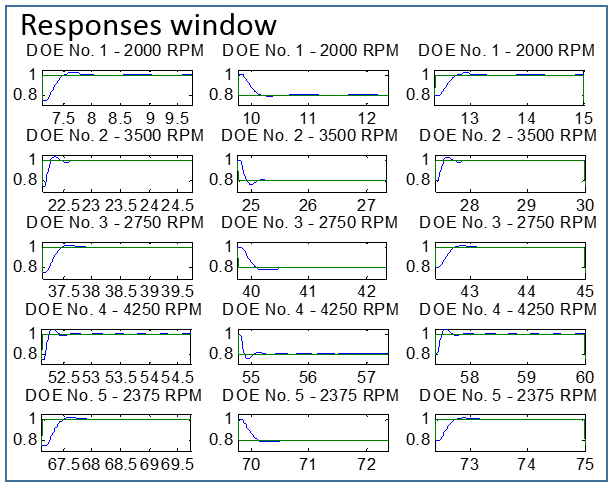 Responses window
DOE No. 1 - 2000 RPM DOE No. 1 - 2000 RPM DOE No. 1 - 2000 RPM
1 1 1
0.8 0.8 0.8
7.5 8 8.5 9 9.5 10 11 12 13 14 15
DOE No. 2 - 3500 RPM DOE No. 2 - 3500 RPM DOE No. 2 - 3500 RPM
1 1 1
0.8 0.8 0.8
22.5 23 23.5 24 24.5 25 26 27 28 29 30
DOE No. 3 - 2750 RPM DOE No. 3 - 2750 RPM DOE No. 3 - 2750 RPM
1 1 1
0.8 0.8 0.8
37.5 38 38.5 39 39.5 40 41 42 43 44 45
DOE No. 4 - 4250 RPM DOE No. 4 - 4250 RPM DOE No. 4 - 4250 RPM
1 1 1
0.8 0.8 0.8
52.5 53 53.5 54 54.5 55 56 57 58 59 60
DOE No. 5 - 2375 RPM DOE No. 5 - 2375 RPM DOE No. 5 - 2375 RPM
1 1 1
0.8 0.8 0.8
67.5 68 68.5 69 69.5 70 71 72 73 74 75